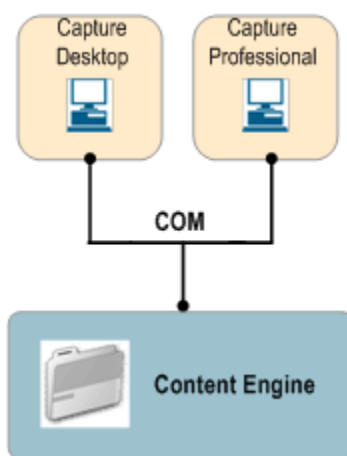 Capture
Desktop
Capture
Professional
COM
Content Engine